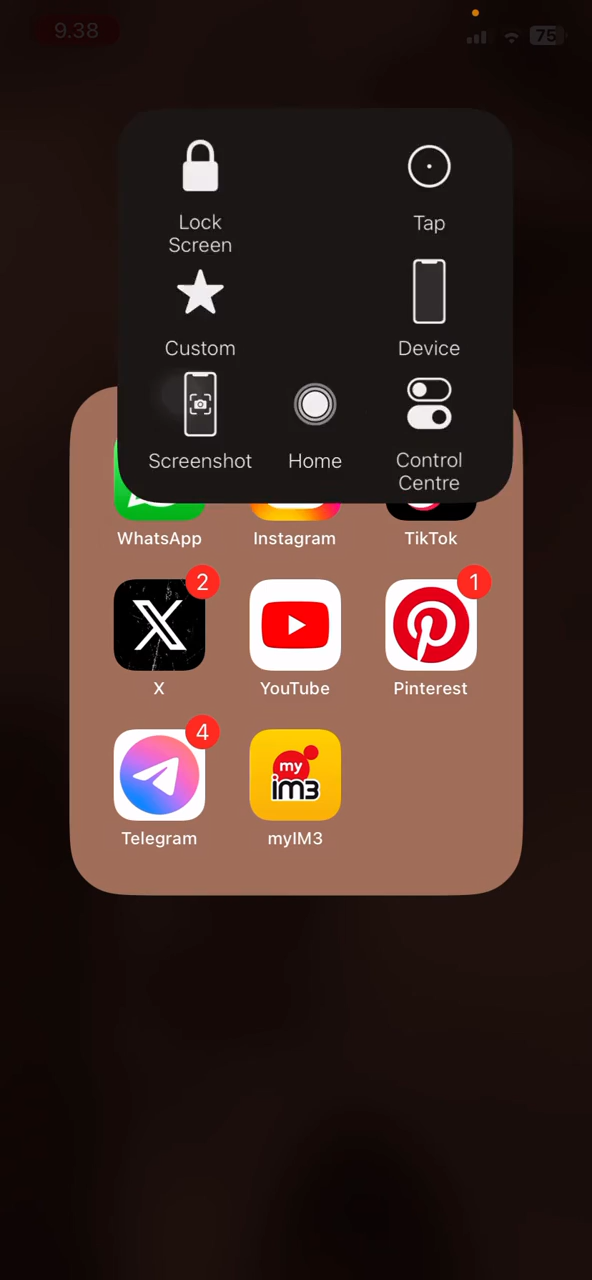 9.38
75
Lock
Screen
Tap
Custom
Device
Screenshot
Home
Control
Centre
WhatsApp
Instagram
TikTok
2
1
X
YouTube
Pinterest
4
my
im3
Telegram
myIM3